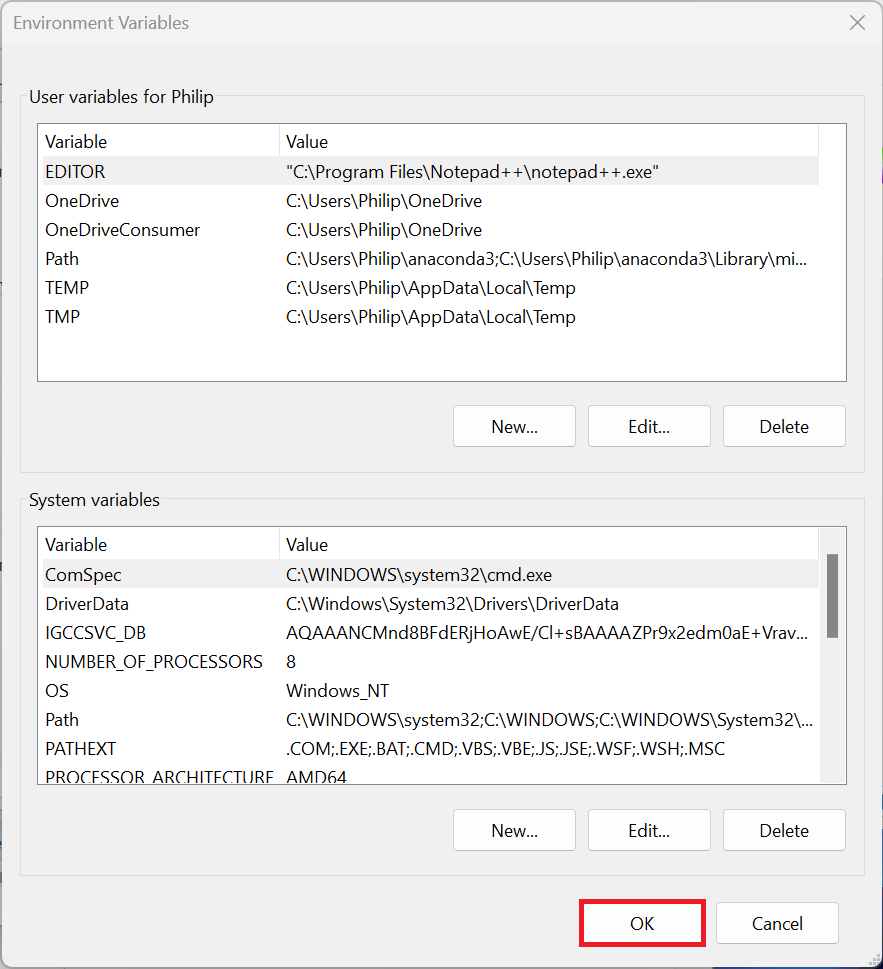 Environment Variables
User variables for Philip
Variable Value
EDITOR "C:\Program Files\Notepad++\notepad++.exe"
OneDrive C:\Users\Philip\OneDrive
OneDriveConsumer C:\Users\Philip\OneDrive
Path C:\Users\Philip\anaconda3;C:\Users\Philip\anaconda3\Library\mi...
TEMP C:\Users\Philip\AppData\Local\Temp
TMP C:\Users\Philip\AppData\Local\Temp
New... Edit... Delete
System variables
Variable Value
ComSpec C:\WINDOWS\system32\cmd.exe
DriverData C:\Windows\System32\Drivers\DriverData
IGCCSVC_DB AQAAANCMnd8BFdERjHoAwE/Cl+sBAAAAZPr9x2edm0aE+Vrav...
NUMBER_OF_PROCESSORS 8
OS Windows_NT
Path C:\WINDOWS\system32;C:\WINDOWS;C:\WINDOWS\System32\...
PATHEXT .COM;.EXE;.BAT;.CMD;.VBS;.VBE;.JS;.JSE;.WSF;.WSH;.MSC
PROCESSOR_ARCHITECTURE AMD64
New... Edit... Delete
OK Cancel